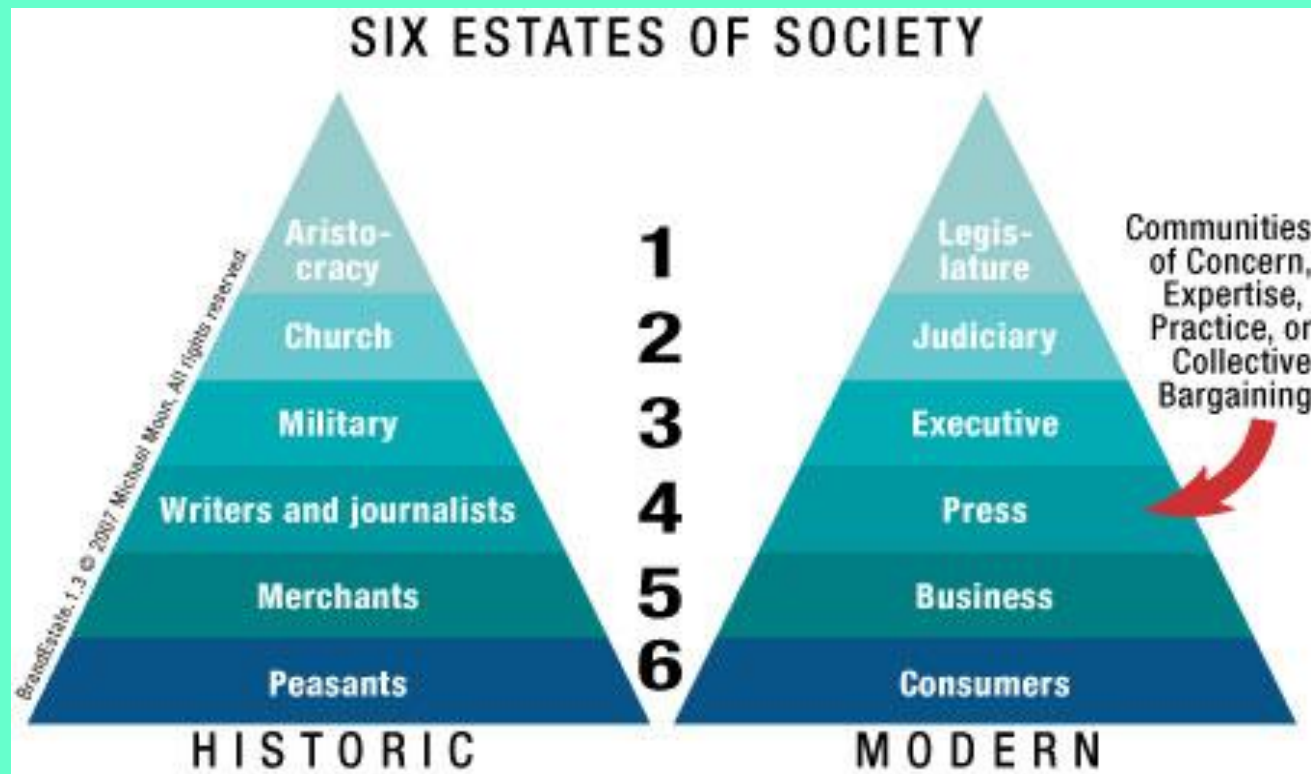 SIX ESTATES OF SOCIETY
Aristo-
cracy
Church
Military
Writers and journalists
Merchants
Peasants
HISTORIC
BrandEstate.1.3 © 2007 Michael Moon. All rights reserved.
1
2
3
4
5
6
Legis-
lature
Judiciary
Executive
Press
Business
Consumers
MODERN
Communities
of Concern,
Expertise,
Practice, or
Collective
Bargaining